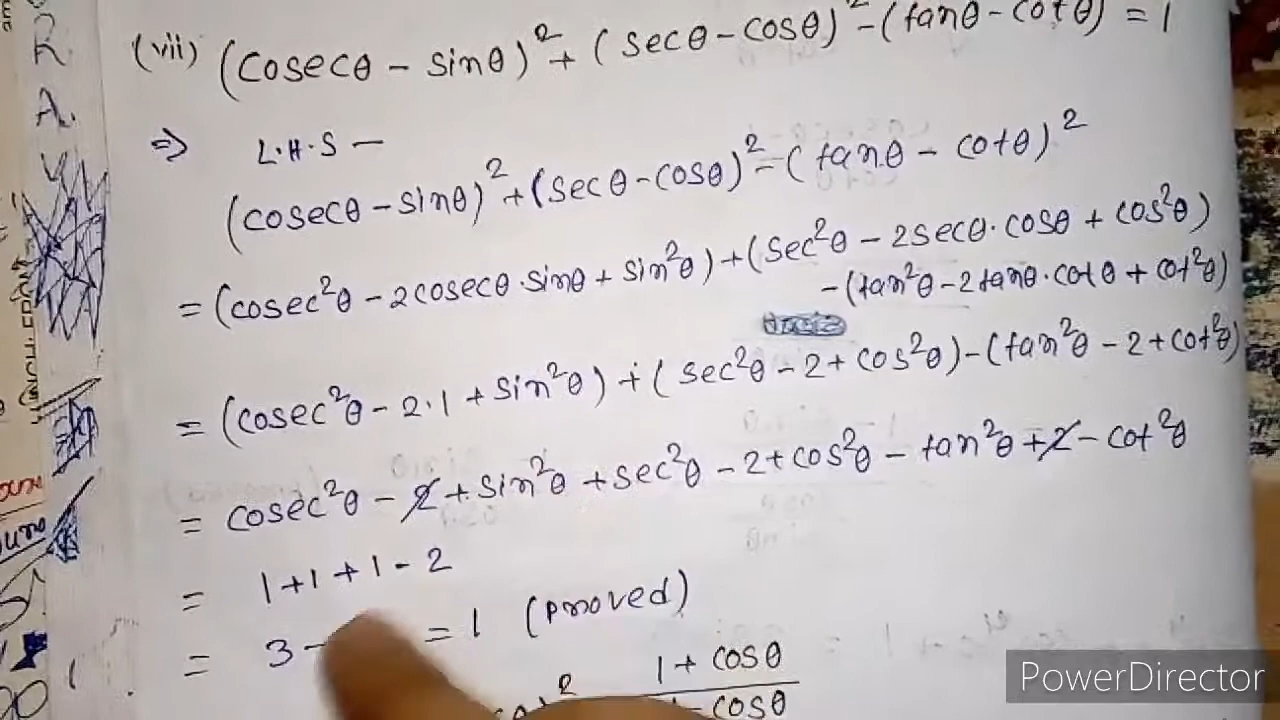 R
A.
(vii) (cosecθ - sinθ)² + (secθ - cosθ)² - (tanθ - cotθ) = 1
⇒ L.H.S —
(cosecθ - sinθ)² + (secθ - cosθ)² - (tanθ - cotθ)²
= (cosec²θ - 2cosecθ·sinθ + sin²θ) + (sec²θ - 2secθ·cosθ + cos²θ)
- (tan²θ - 2tanθ·cotθ + cot²θ)
= (cosec²θ - 2·1 + sin²θ) + (sec²θ - 2 + cos²θ) - (tan²θ - 2 + cot²θ)
= cosec²θ - 2 + sin²θ + sec²θ - 2 + cos²θ - tan²θ + 2 - cot²θ
= 1 + 1 + 1 - 2
= 3 - = 1 (proved)
1 + cosθ
- cosθ
PowerDirector